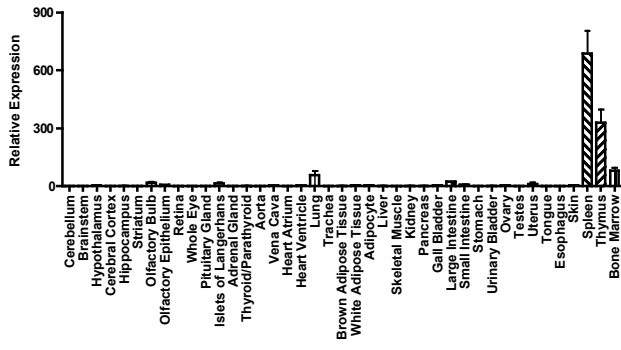 Relative Expression
900
600
300
0
Cerebellum
Brainstem
Hypothalamus
Cerebral Cortex
Hippocampus
Striatum
Olfactory Bulb
Olfactory Epithelium
Retina
Whole Eye
Pituitary Gland
Islets of Langerhans
Adrenal Gland
Thyroid/Parathyroid
Aorta
Vena Cava
Heart Atrium
Heart Ventricle
Lung
Trachea
Brown Adipose Tissue
White Adipose Tissue
Adipocyte
Liver
Skeletal Muscle
Kidney
Pancreas
Gall Bladder
Large Intestine
Small Intestine
Stomach
Urinary Bladder
Ovary
Testes
Uterus
Tongue
Esophagus
Skin
Spleen
Thymus
Bone Marrow